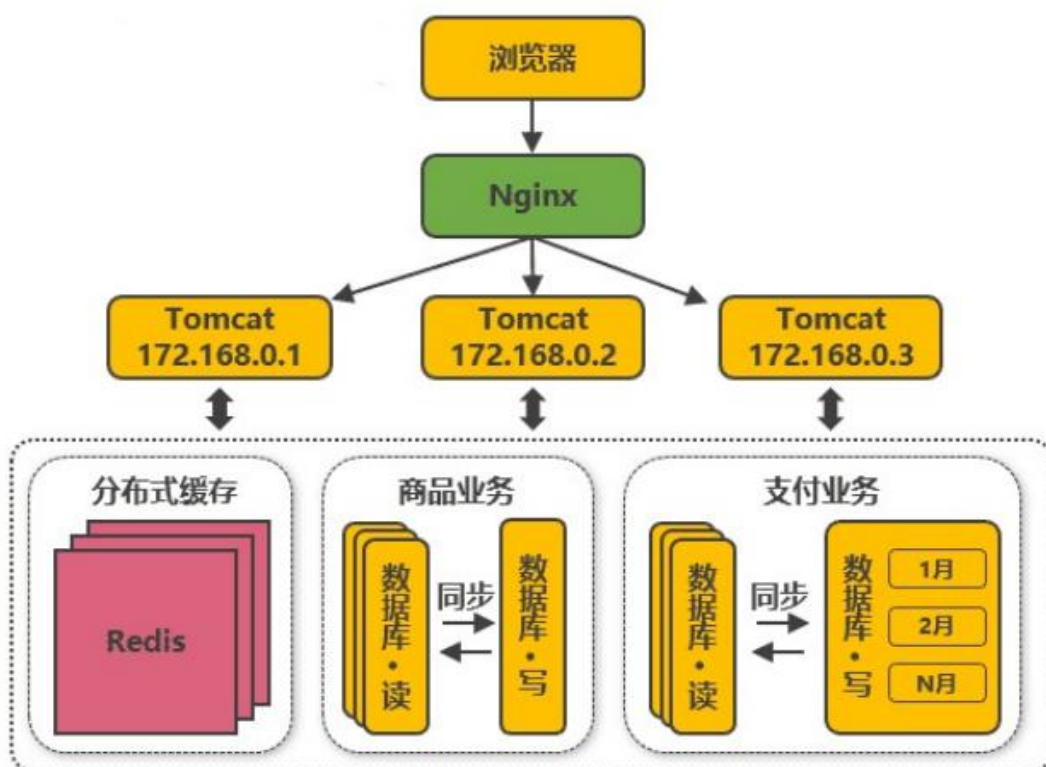 浏览器
Nginx
Tomcat
172.168.0.1
Tomcat
172.168.0.2
Tomcat
172.168.0.3
分布式缓存
商品业务
支付业务
Redis
数据库·读
同步
数据库·写
数据库·读
同步
数据库·写
1月
2月
N月